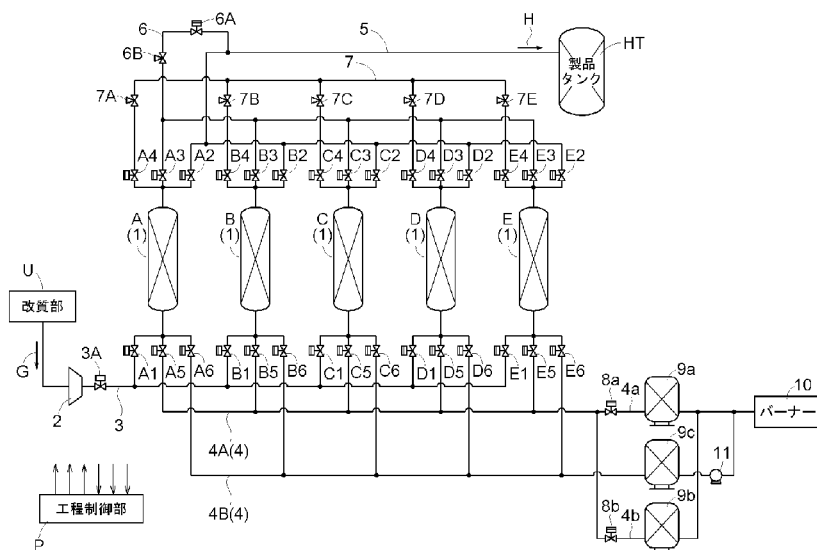 6A
6
6B
5
H
HT
製品
タンク
7
7A
7B
7C
7D
7E
A4
A3
A2
B4
B3
B2
C4
C3
C2
D4
D3
D2
E4
E3
E2
A
(1)
B
(1)
C
(1)
D
(1)
E
(1)
U
改質部
G
3A
2
3
A1
A5
A6
B1
B5
B6
C1
C5
C6
D1
D5
D6
E1
E5
E6
8a
4a
9a
10
バーナー
4A(4)
9c
11
4B(4)
8b
4b
9b
工程制御部
P